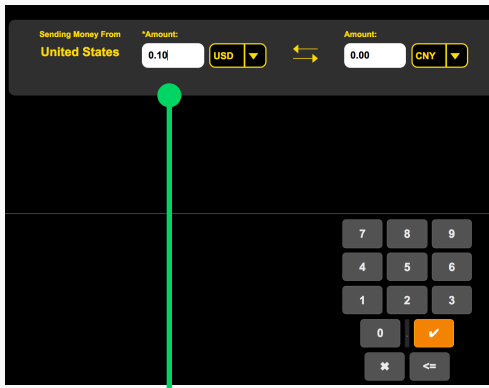 Sending Money From
United States
*Amount:
0.10
USD
Amount:
0.00
CNY
7 8 9
4 5 6
1 2 3
0 ✔
✖ <=